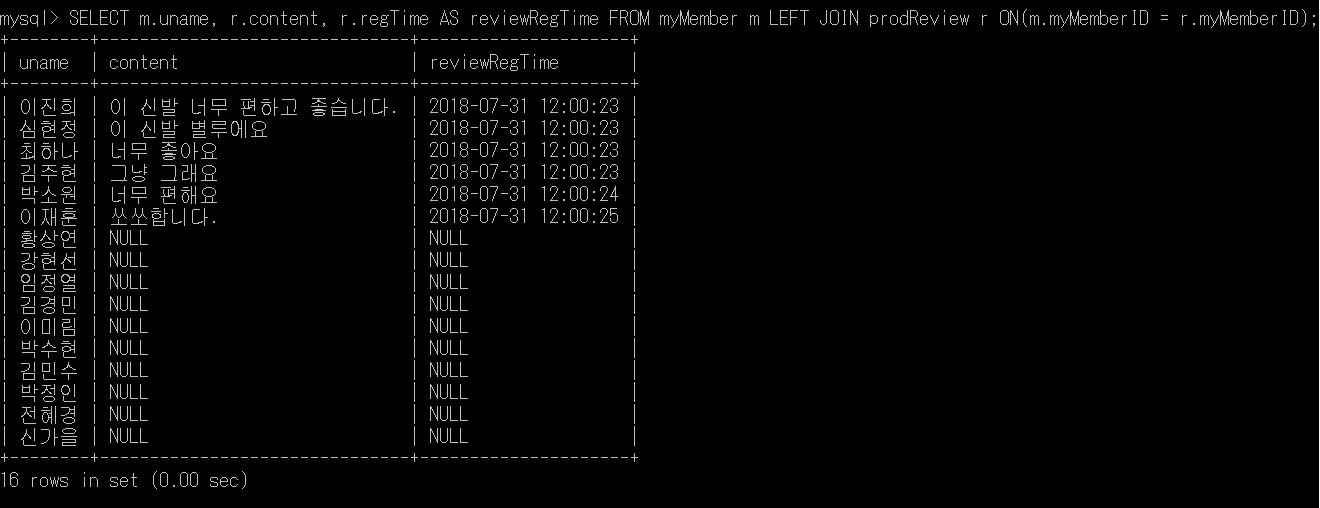 mysql> SELECT m.uname, r.content, r.regTime AS reviewRegTime FROM myMember m LEFT JOIN prodReview r ON(m.myMemberID = r.myMemberID);
+--------+------------------------------+---------------------+
| uname | content | reviewRegTime |
+--------+------------------------------+---------------------+
| 이진희 | 이 신발 너무 편하고 좋습니다. | 2018-07-31 12:00:23 |
| 심현정 | 이 신발 별루에요 | 2018-07-31 12:00:23 |
| 최하나 | 너무 좋아요 | 2018-07-31 12:00:23 |
| 김주현 | 그냥 그래요 | 2018-07-31 12:00:23 |
| 박소원 | 너무 편해요 | 2018-07-31 12:00:24 |
| 이재훈 | 쏘쏘합니다. | 2018-07-31 12:00:25 |
| 황상연 | NULL | NULL |
| 강현선 | NULL | NULL |
| 임정열 | NULL | NULL |
| 김경민 | NULL | NULL |
| 이미림 | NULL | NULL |
| 박수현 | NULL | NULL |
| 김민수 | NULL | NULL |
| 박정인 | NULL | NULL |
| 전혜경 | NULL | NULL |
| 신가을 | NULL | NULL |
+--------+------------------------------+---------------------+
16 rows in set (0.00 sec)